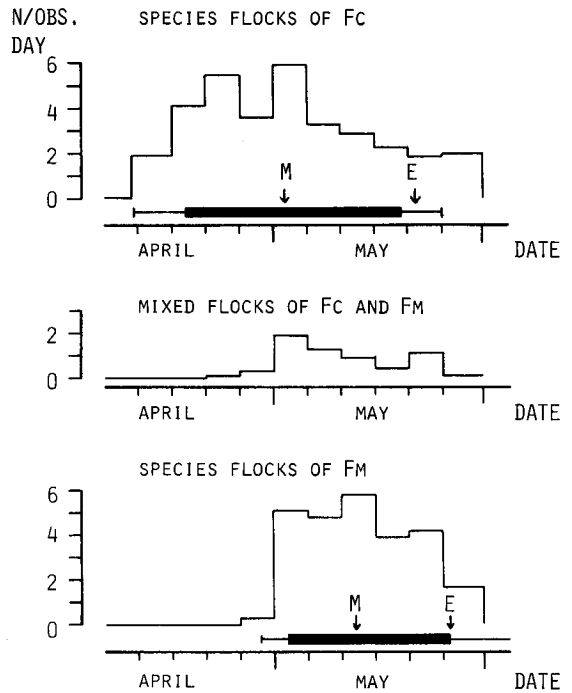 N/OBS. SPECIES FLOCKS OF FC
DAY
6
4
2
0
M E
APRIL MAY DATE
MIXED FLOCKS OF FC AND FM
2
0
APRIL MAY DATE
SPECIES FLOCKS OF FM
6
4
2
0
M E
APRIL MAY DATE